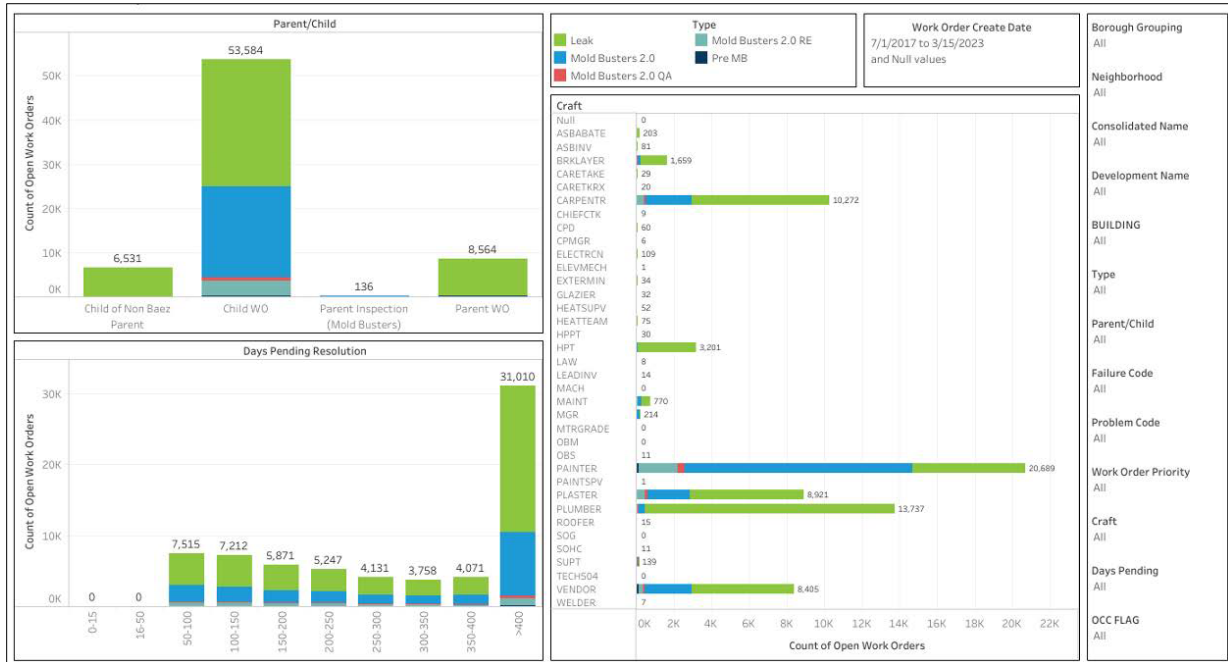 Parent/Child
53,584
50K
40K
30K
20K
10K
0K
Count of Open Work Orders
6,531
136
8,564
Child of Non Baez
Parent
Child WO
Parent Inspection
(Mold Busters)
Parent WO
Days Pending Resolution
31,010
30K
20K
10K
0K
Count of Open Work Orders
0
0
7,515
7,212
5,871
5,247
4,131
3,758
4,071
0-15
16-50
50-100
100-150
150-200
200-250
250-300
300-350
350-400
>400
Type
Leak
Mold Busters 2.0
Mold Busters 2.0 QA
Mold Busters 2.0 RE
Pre MB
Work Order Create Date
7/1/2017 to 3/15/2023
and Null values
Craft
Null 0
ASBABATE 203
ASBINV 81
BRKLAYER 1,659
CARETAKE 29
CARETKRX 20
CARPENTR 10,272
CHIEFCTK 9
CPD 60
CPMGR 6
ELECTRCN 109
ELEVMECH 1
EXTERMIN 34
GLAZIER 32
HEATSUPV 52
HEATTEAM 75
HPPT 30
HPT 3,201
LAW 8
LEADINV 14
MACH 0
MAINT 770
MGR 214
MTRGRADE 0
OBM 0
OBS 11
PAINTER 20,689
PAINTSPV 1
PLASTER 8,921
PLUMBER 13,737
ROOFER 15
SOG 0
SOHC 11
SUPT 139
TECH504 0
VENDOR 8,405
WELDER 7
0K 2K 4K 6K 8K 10K 12K 14K 16K 18K 20K 22K
Count of Open Work Orders
Borough Grouping
All
Neighborhood
All
Consolidated Name
All
Development Name
All
BUILDING
All
Type
All
Parent/Child
All
Failure Code
All
Problem Code
All
Work Order Priority
All
Craft
All
Days Pending
All
OCC FLAG
All